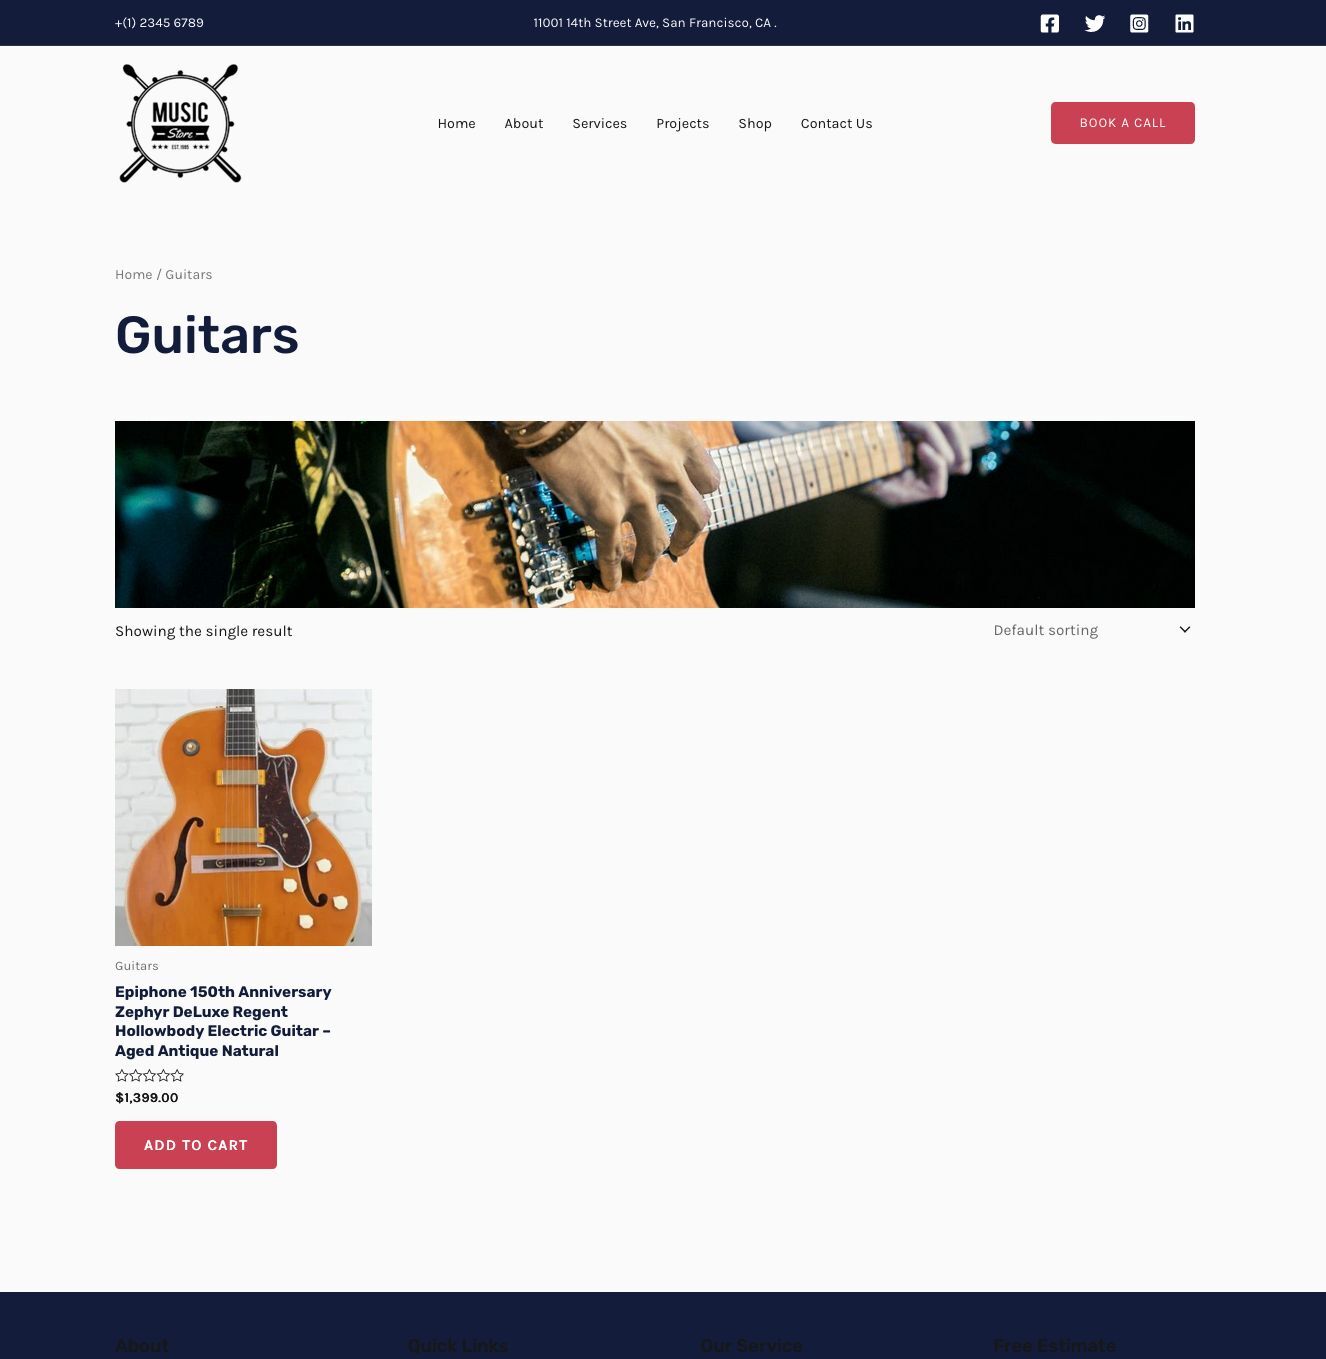 +(1) 2345 6789
11001 14th Street Ave, San Francisco, CA .
MUSIC
Store
EST.1985
Home
About
Services
Projects
Shop
Contact Us
BOOK A CALL
Home / Guitars
Guitars
Showing the single result
Default sorting
Guitars
Epiphone 150th Anniversary
Zephyr DeLuxe Regent
Hollowbody Electric Guitar –
Aged Antique Natural
$1,399.00
ADD TO CART
About
Quick Links
Our Service
Free Estimate